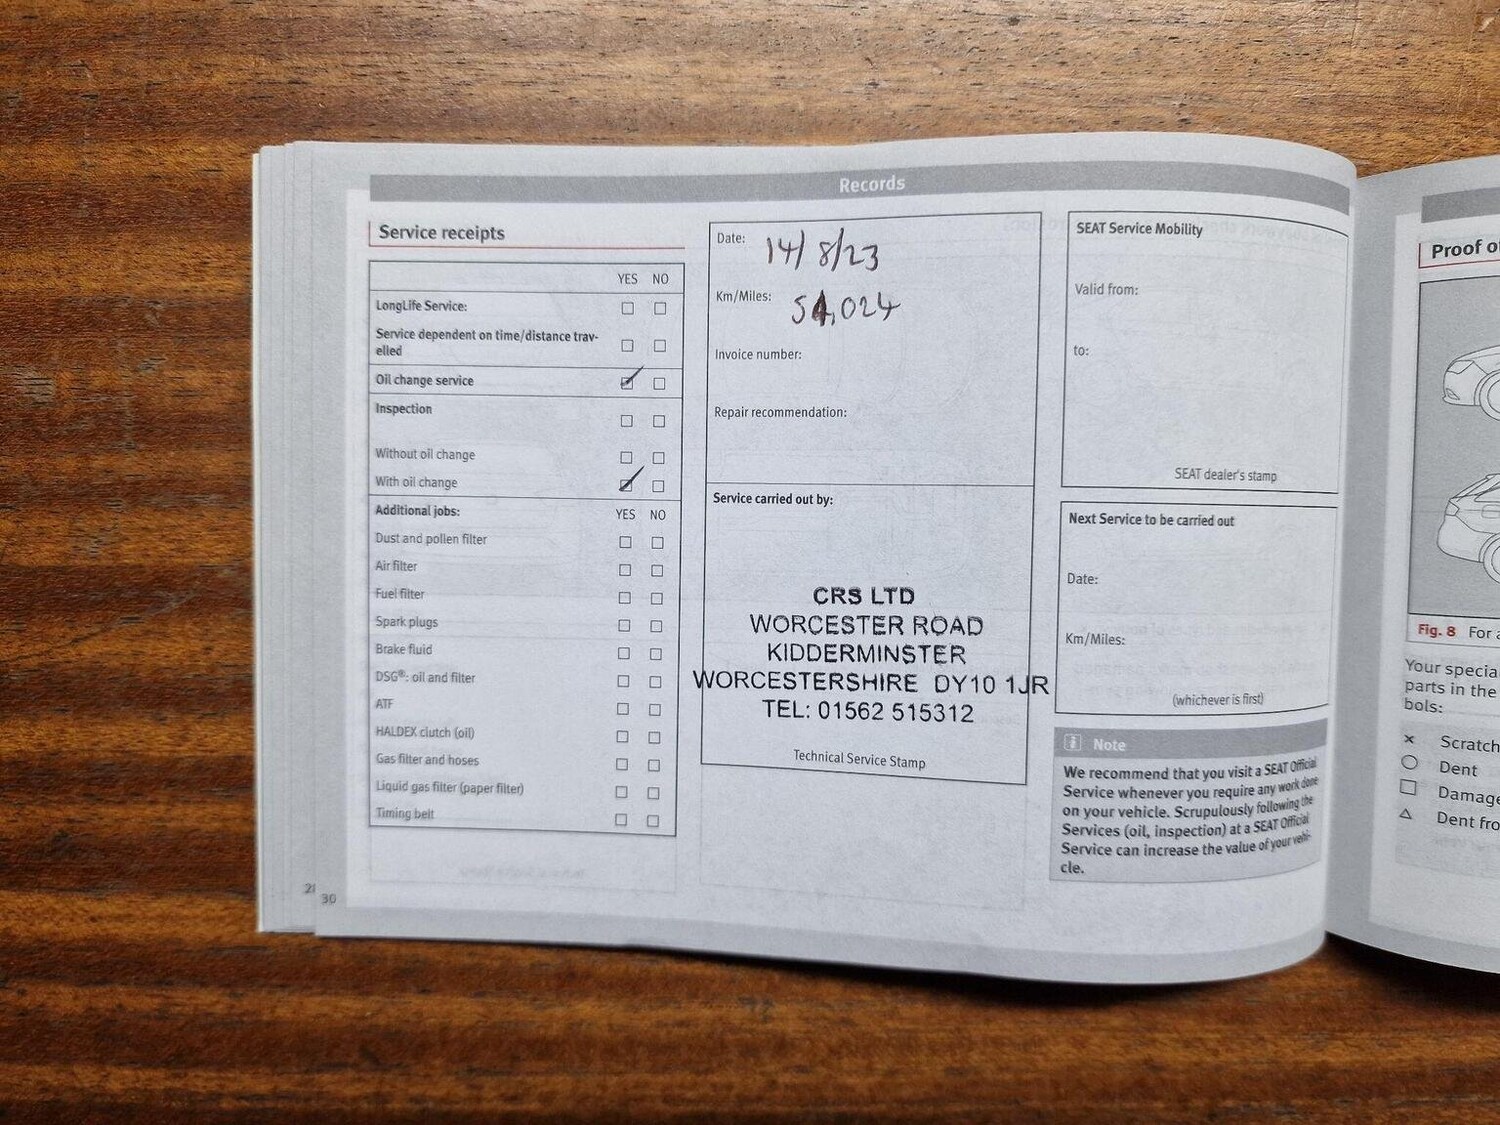 Records
Service receipts
YES NO
LongLife Service:
Service dependent on time/distance trav-
elled
Oil change service
Inspection
Without oil change
With oil change
Additional jobs: YES NO
Dust and pollen filter
Air filter
Fuel filter
Spark plugs
Brake fluid
DSG®: oil and filter
ATF
HALDEX clutch (oil)
Gas filter and hoses
Liquid gas filter (paper filter)
Timing belt
Date: 14/8/23
Km/Miles:
Invoice number:
Repair recommendation:
Service carried out by:
CRS LTD
WORCESTER ROAD
KIDDERMINSTER
WORCESTERSHIRE DY10 1JR
TEL: 01562 515312
Technical Service Stamp
SEAT Service Mobility
Valid from:
to:
SEAT dealer's stamp
Next Service to be carried out
Date:
Km/Miles:
(whichever is first)
Note
We recommend that you visit a SEAT Official
Service whenever you require any work done
on your vehicle. Scrupulously following the
Services (oil, inspection) at a SEAT Official
Service can increase the value of your vehi-
cle.
30
Proof
Fig. 8 For
Your
parts in the
bols:
Scratch
Dent
Dent